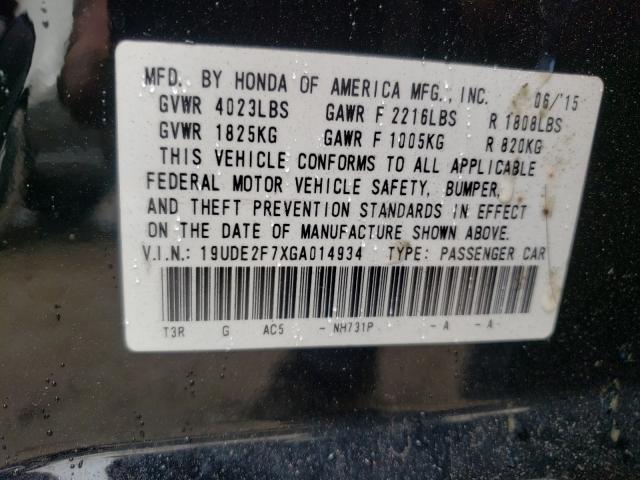 MFD. BY HONDA OF AMERICA MFG., INC. 06/'15
GVWR 4023LBS GAWR F 2216LBS R 1808LBS
GVWR 1825KG GAWR F 1005KG R 820KG
THIS VEHICLE CONFORMS TO ALL APPLICABLE
FEDERAL MOTOR VEHICLE SAFETY, BUMPER,
AND THEFT PREVENTION STANDARDS IN EFFECT
ON THE DATE OF MANUFACTURE SHOWN ABOVE.
V.I.N.: 19UDE2F7XGA014934 TYPE: PASSENGER CAR
T3R G AC5 - NH731P - A - A